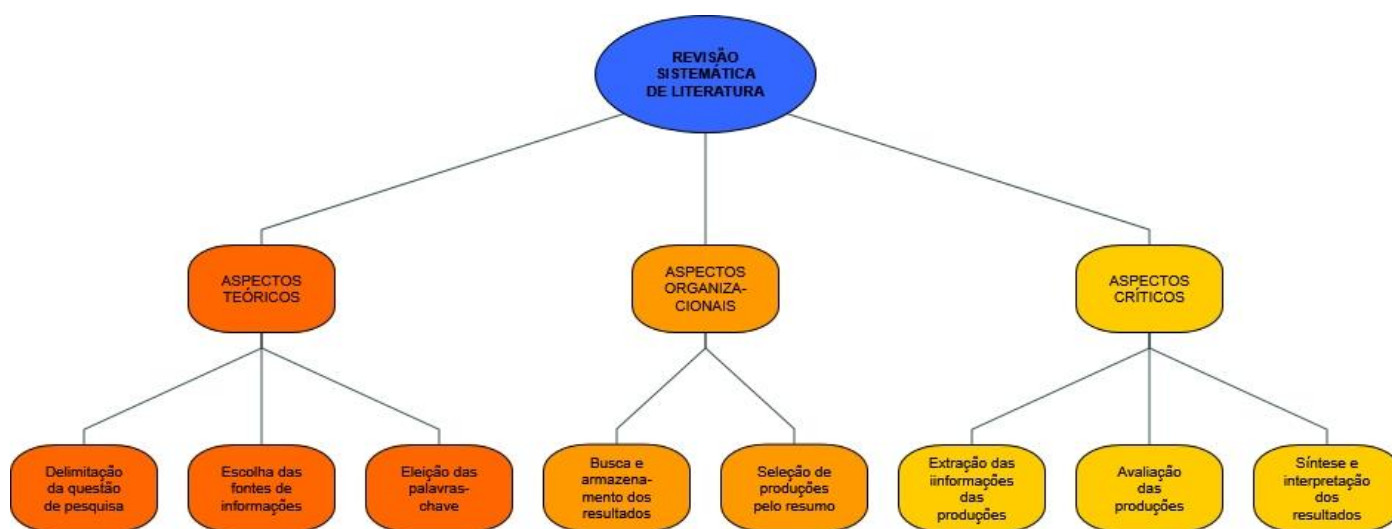 REVISÃO
SISTEMÁTICA
DE LITERATURA
ASPECTOS
TEÓRICOS
ASPECTOS
ORGANIZA-
CIONAIS
ASPECTOS
CRÍTICOS
Delimitação
da questão
de pesquisa
Escolha das
fontes de
informações
Eleição das
palavras-
chave
Busca e
armazena-
mento dos
resultados
Seleção de
produções
pelo resumo
Extração das
iinformações
das
produções
Avaliação
das
produções
Síntese e
interpretação
dos
resultados